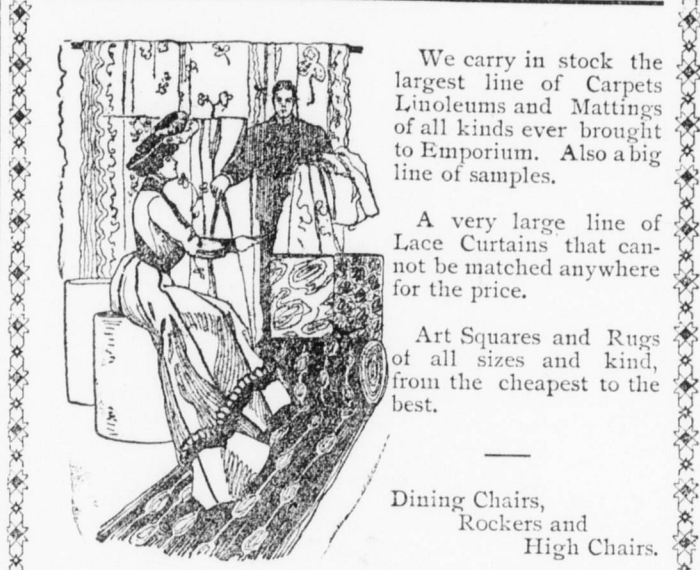 We carry in stock the
largest line of Carpets
Linoleums and Mattings
of all kinds ever brought
to Emporium. Also a big
line of samples.
A very large line of
Lace Curtains that can-
not be matched anywhere
for the price.
Art Squares and Rugs
of all sizes and kind,
from the cheapest to the
best.
Dining Chairs,
Rockers and
High Chairs.